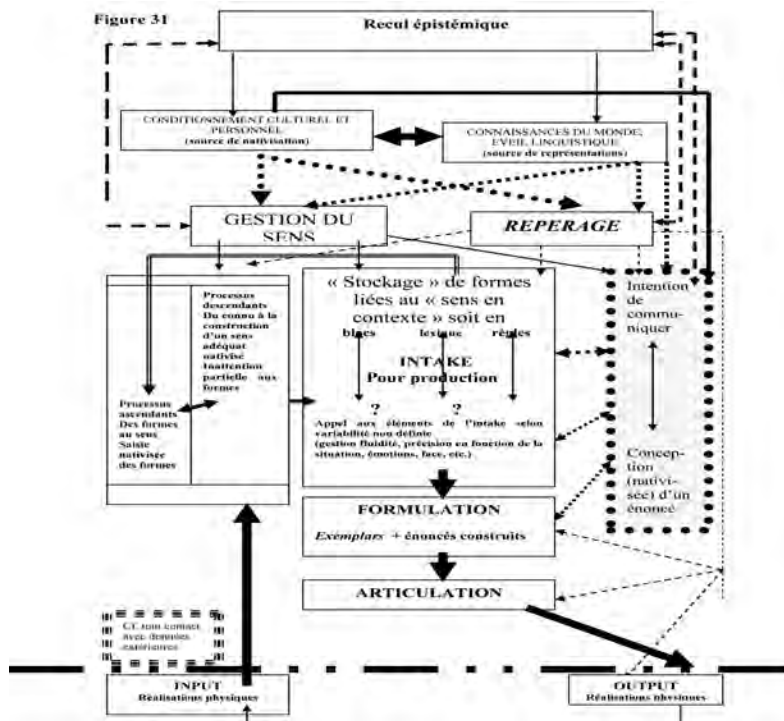 Figure 31
Recul épistémique
CONDITIONNEMENT CULTUREL ET
PERSONNEL
(source de nativisation)
CONNAISSANCES DU MONDE,
EVEIL LINGUISTIQUE
(source de représentations)
GESTION DU
SENS
REPERAGE
Processus
descendants
Du connu à la
construction
d'un sens
adéquat
nativisé
Inattention
partielle aux
formes
Processus
ascendants
Des formes
au sens
Saisie
nativisée
des formes
« Stockage » de formes
liées au « sens en
contexte » soit en
blocs lexique règles
INTAKE
Pour production
? ?
Appel aux éléments de l'intake selon
variabilité non définie
(gestion fluidité, précision en fonction de la
situation, émotions, face, etc.)
Intention
de
commu-
niquer
Concep-
tion
(nativi-
sée) d'un
énoncé
FORMULATION
Exemplars + énoncés construits
ARTICULATION
tout contact
avec données
extérieures
INPUT
Réalisations physiques
OUTPUT
Réalisations physiques